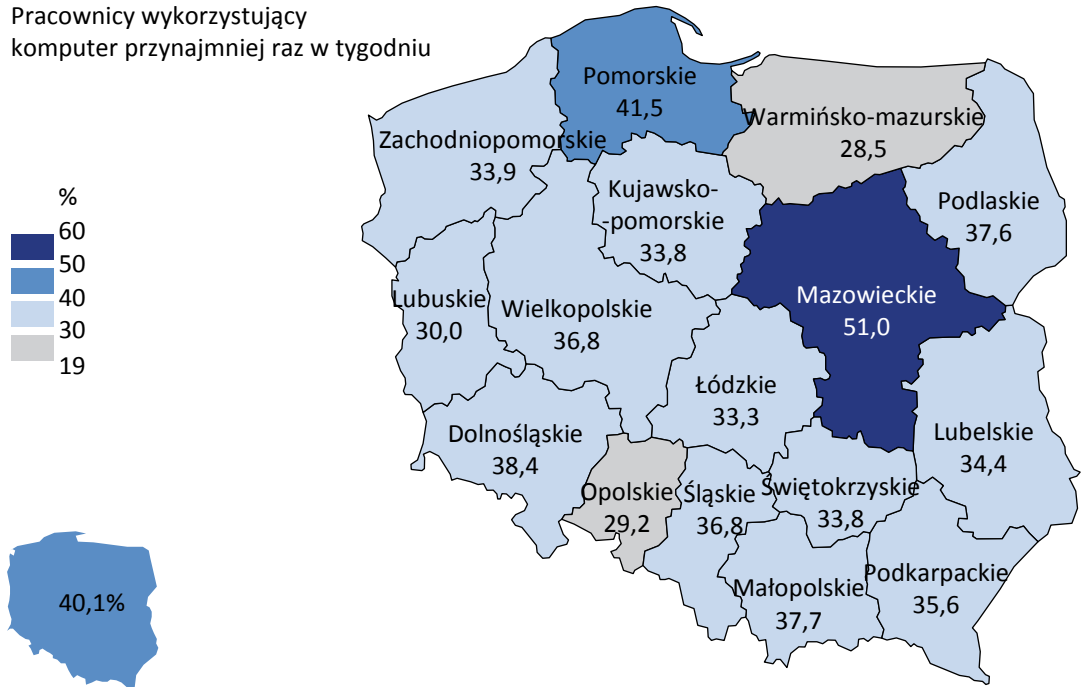 Pracownicy wykorzystujący
komputer przynajmniej raz w tygodniu
%
60
50
40
30
19
40,1%
Pomorskie
41,5
Warmińsko-mazurskie
28,5
Zachodniopomorskie
33,9
Kujawsko-
-pomorskie
33,8
Podlaskie
37,6
Lubuskie
30,0
Wielkopolskie
36,8
Mazowieckie
51,0
Łódzkie
33,3
Dolnośląskie
38,4
Lubelskie
34,4
Opolskie
29,2
Śląskie
36,8
Świętokrzyskie
33,8
Małopolskie
37,7
Podkarpackie
35,6